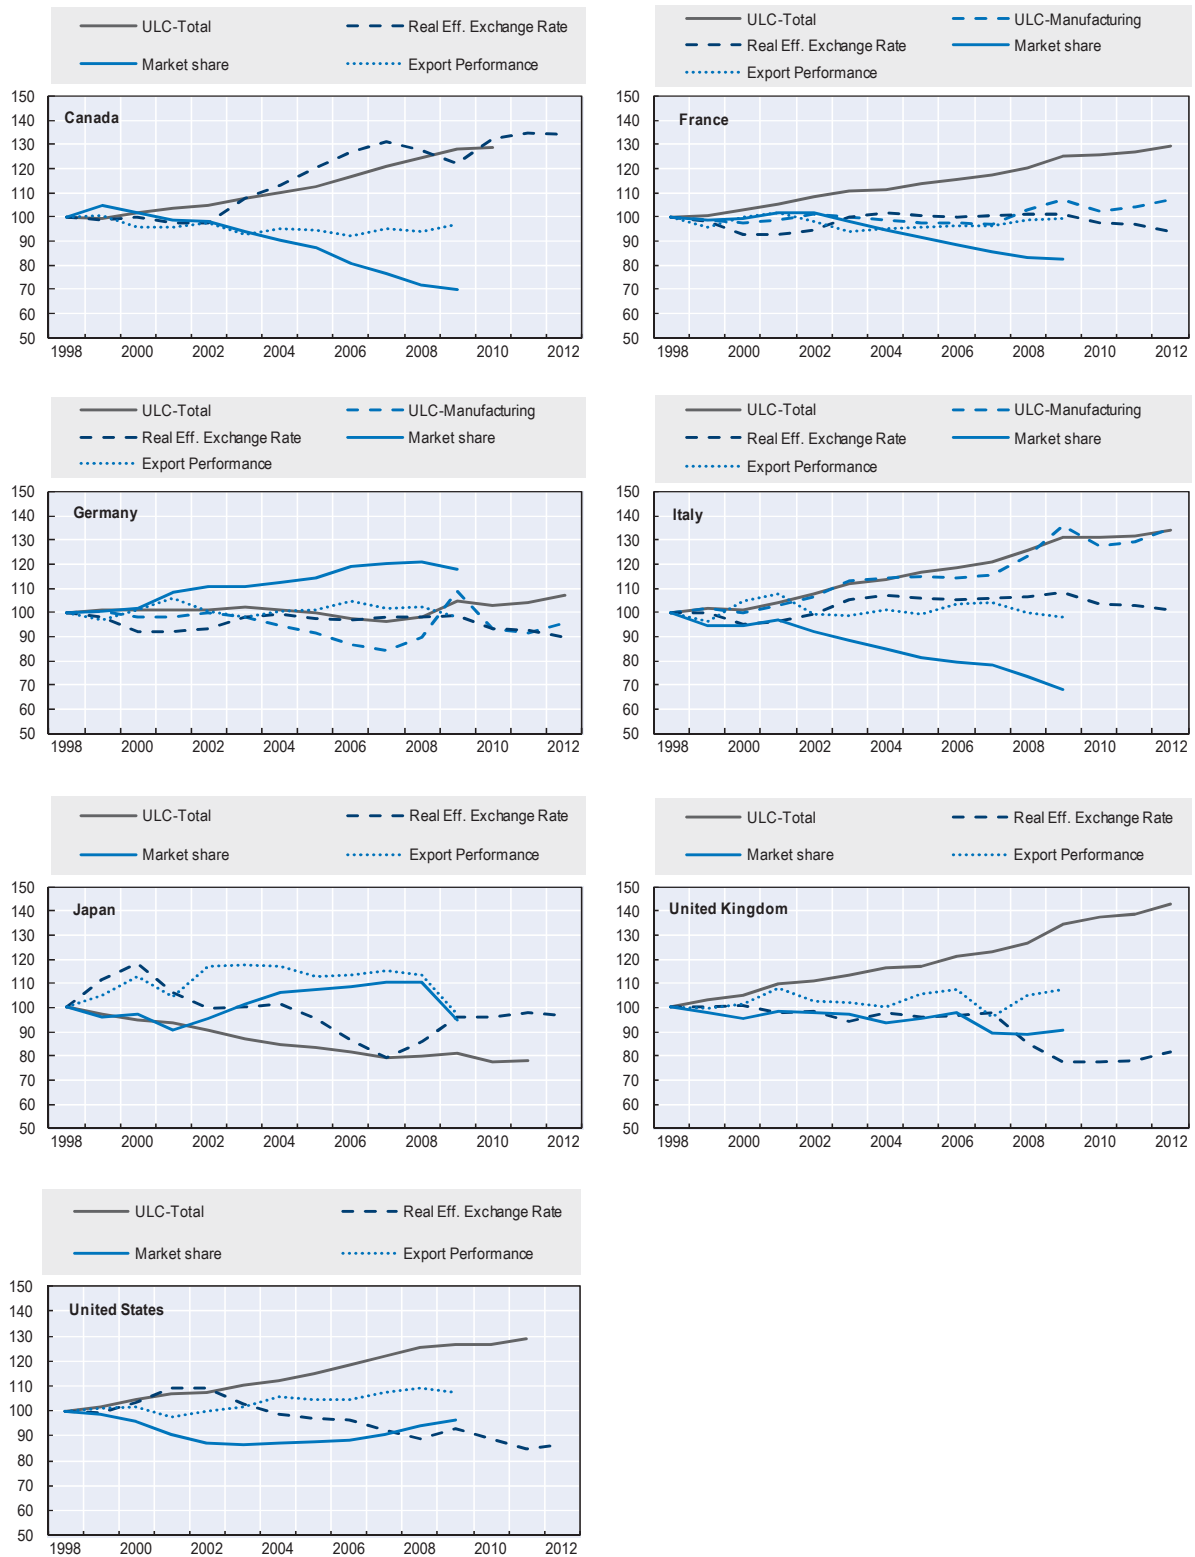 ULC-Total Real Eff. Exchange Rate
Market share Export Performance
150
140
130
120
110
100
90
80
70
60
50
Canada
1998 2000 2002 2004 2006 2008 2010 2012
ULC-Total ULC-Manufacturing
Real Eff. Exchange Rate Market share
Export Performance
150
140
130
120
110
100
90
80
70
60
50
France
1998 2000 2002 2004 2006 2008 2010 2012
ULC-Total ULC-Manufacturing
Real Eff. Exchange Rate Market share
Export Performance
150
140
130
120
110
100
90
80
70
60
50
Germany
1998 2000 2002 2004 2006 2008 2010 2012
ULC-Total ULC-Manufacturing
Real Eff. Exchange Rate Market share
Export Performance
150
140
130
120
110
100
90
80
70
60
50
Italy
1998 2000 2002 2004 2006 2008 2010 2012
ULC-Total Real Eff. Exchange Rate
Market share Export Performance
150
140
130
120
110
100
90
80
70
60
50
Japan
1998 2000 2002 2004 2006 2008 2010 2012
ULC-Total Real Eff. Exchange Rate
Market share Export Performance
150
140
130
120
110
100
90
80
70
60
50
United Kingdom
1998 2000 2002 2004 2006 2008 2010 2012
ULC-Total Real Eff. Exchange Rate
Market share Export Performance
150
140
130
120
110
100
90
80
70
60
50
United States
1998 2000 2002 2004 2006 2008 2010 2012